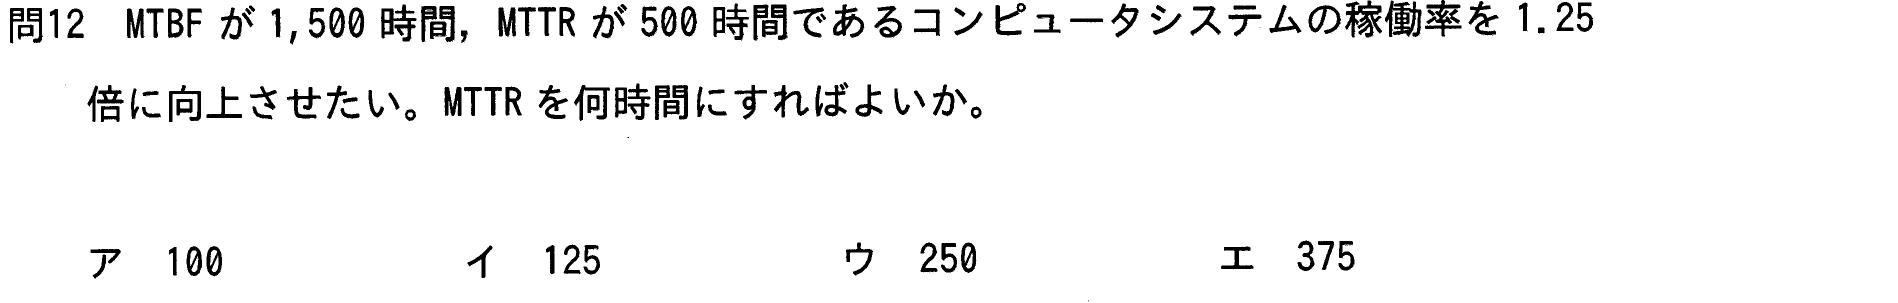 問12 MTBF が 1,500 時間，MTTR が 500 時間であるコンピュータシステムの稼働率を 1.25
倍に向上させたい。MTTR を何時間にすればよいか。
ア 100 イ 125 ウ 250 エ 375